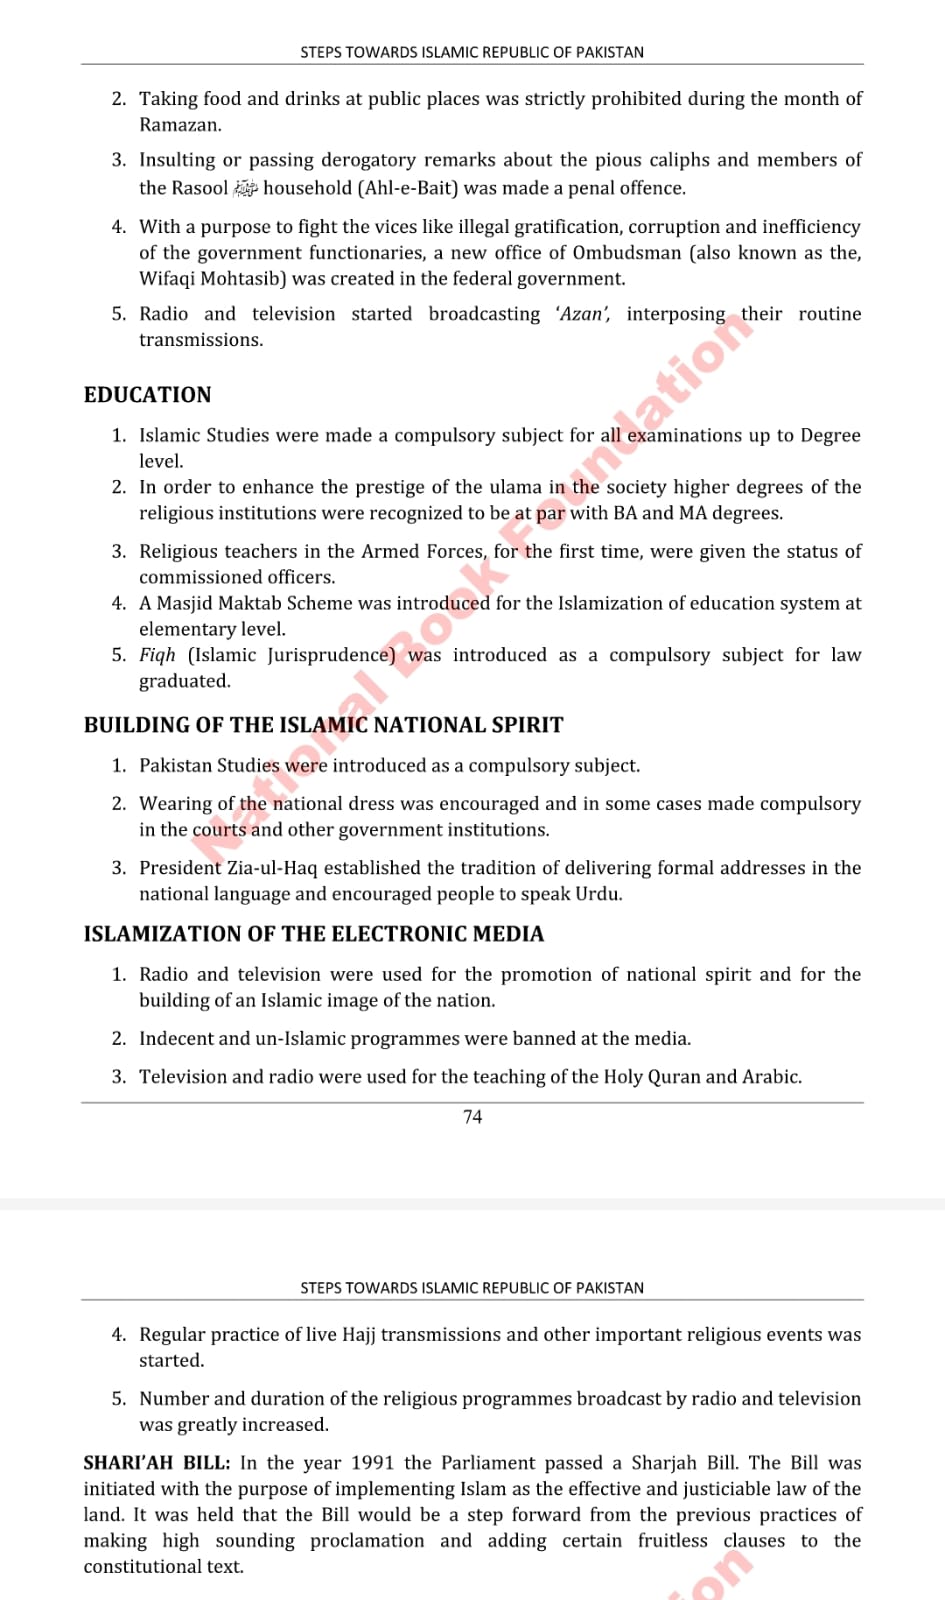 STEPS TOWARDS ISLAMIC REPUBLIC OF PAKISTAN
2. Taking food and drinks at public places was strictly prohibited during the month of
Ramazan.
3. Insulting or passing derogatory remarks about the pious caliphs and members of
the Rasool ﷺ household (Ahl-e-Bait) was made a penal offence.
4. With a purpose to fight the vices like illegal gratification, corruption and inefficiency
of the government functionaries, a new office of Ombudsman (also known as the,
Wifaqi Mohtasib) was created in the federal government.
5. Radio and television started broadcasting ‘Azan’, interposing their routine
transmissions.
EDUCATION
1. Islamic Studies were made a compulsory subject for all examinations up to Degree
level.
2. In order to enhance the prestige of the ulama in the society higher degrees of the
religious institutions were recognized to be at par with BA and MA degrees.
3. Religious teachers in the Armed Forces, for the first time, were given the status of
commissioned officers.
4. A Masjid Maktab Scheme was introduced for the Islamization of education system at
elementary level.
5. Fiqh (Islamic Jurisprudence) was introduced as a compulsory subject for law
graduated.
BUILDING OF THE ISLAMIC NATIONAL SPIRIT
1. Pakistan Studies were introduced as a compulsory subject.
2. Wearing of the national dress was encouraged and in some cases made compulsory
in the courts and other government institutions.
3. President Zia-ul-Haq established the tradition of delivering formal addresses in the
national language and encouraged people to speak Urdu.
ISLAMIZATION OF THE ELECTRONIC MEDIA
1. Radio and television were used for the promotion of national spirit and for the
building of an Islamic image of the nation.
2. Indecent and un-Islamic programmes were banned at the media.
3. Television and radio were used for the teaching of the Holy Quran and Arabic.
74
National Book Foundation
STEPS TOWARDS ISLAMIC REPUBLIC OF PAKISTAN
4. Regular practice of live Hajj transmissions and other important religious events was
started.
5. Number and duration of the religious programmes broadcast by radio and television
was greatly increased.
SHARI’AH BILL: In the year 1991 the Parliament passed a Sharjah Bill. The Bill was
initiated with the purpose of implementing Islam as the effective and justiciable law of the
land. It was held that the Bill would be a step forward from the previous practices of
making high sounding proclamation and adding certain fruitless clauses to the
constitutional text.
ion